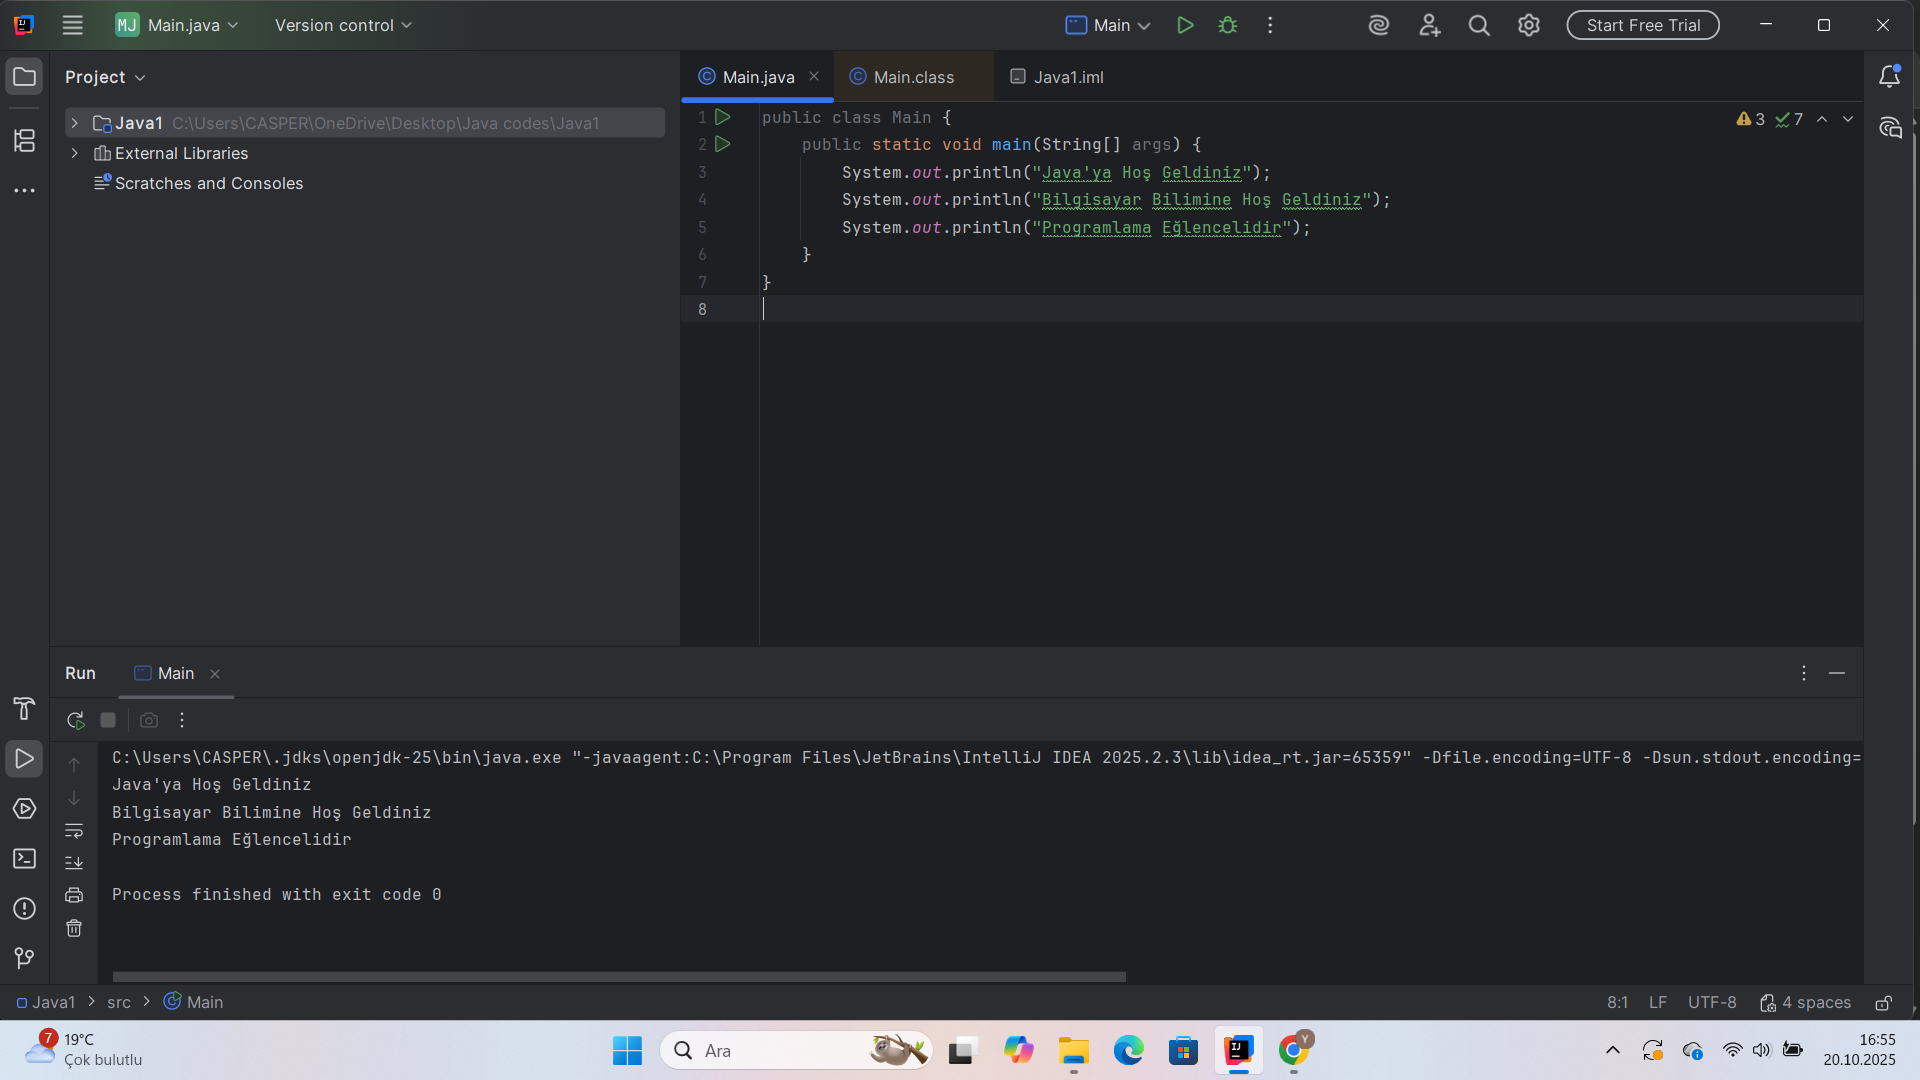 MJ Main.java Version control Main Start Free Trial
Project Main.java Main.class Java1.iml
Java1 C:\Users\CASPER\OneDrive\Desktop\Java codes\Java1
External Libraries
Scratches and Consoles
1 public class Main { 3 7
2 public static void main(String[] args) {
3 System.out.println("Java'ya Hoş Geldiniz");
4 System.out.println("Bilgisayar Bilimine Hoş Geldiniz");
5 System.out.println("Programlama Eğlencelidir");
6 }
7 }
8
Run Main
C:\Users\CASPER\.jdks\openjdk-25\bin\java.exe "-javaagent:C:\Program Files\JetBrains\IntelliJ IDEA 2025.2.3\lib\idea_rt.jar=65359" -Dfile.encoding=UTF-8 -Dsun.stdout.encoding=
Java'ya Hoş Geldiniz
Bilgisayar Bilimine Hoş Geldiniz
Programlama Eğlencelidir
Process finished with exit code 0
Java1 > src > Main 8:1 LF UTF-8 4 spaces
7 19°C
Çok bulutlu
Ara
Y
16:55
20.10.2025